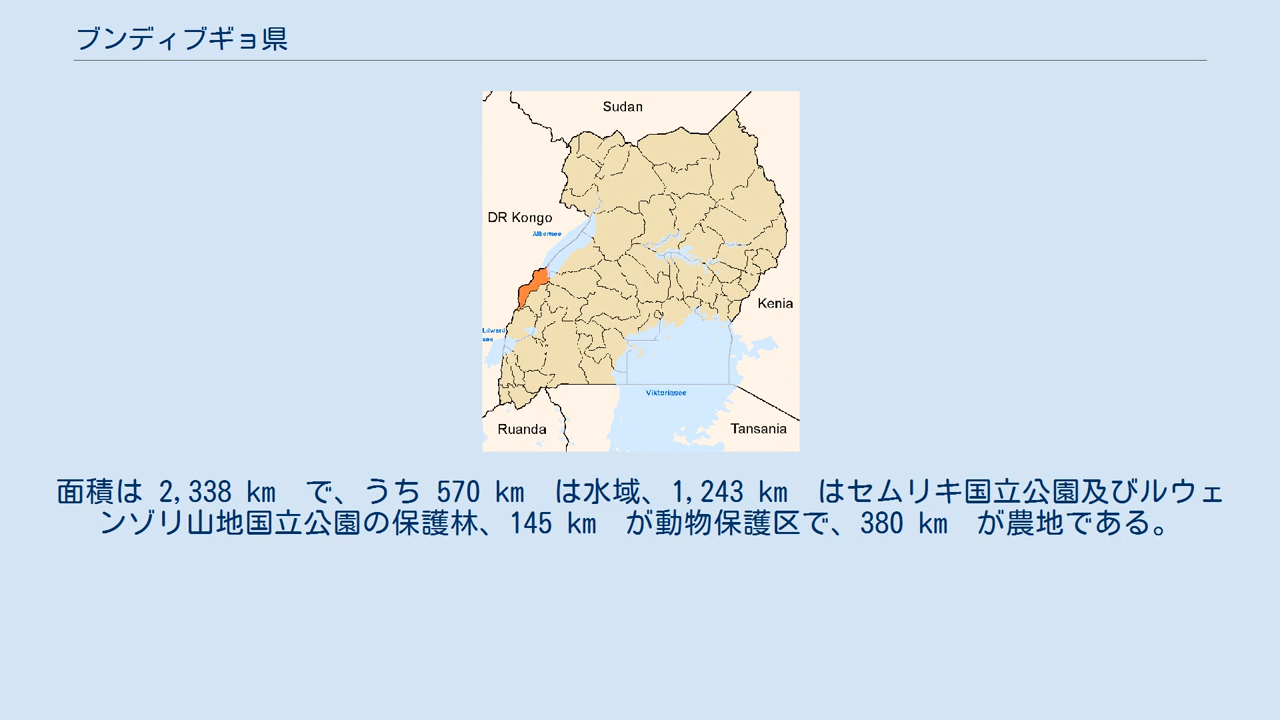 ブンディブギョ県
Sudan
DR Kongo
Albertsee
Kenia
Edward
see
Viktoriasee
Ruanda
Tansania
面積は 2,338 km　で、うち 570 km　は水域、1,243 km　はセムリキ国立公園及びルウェ
ンゾリ山地国立公園の保護林、145 km　が動物保護区で、380 km　が農地である。